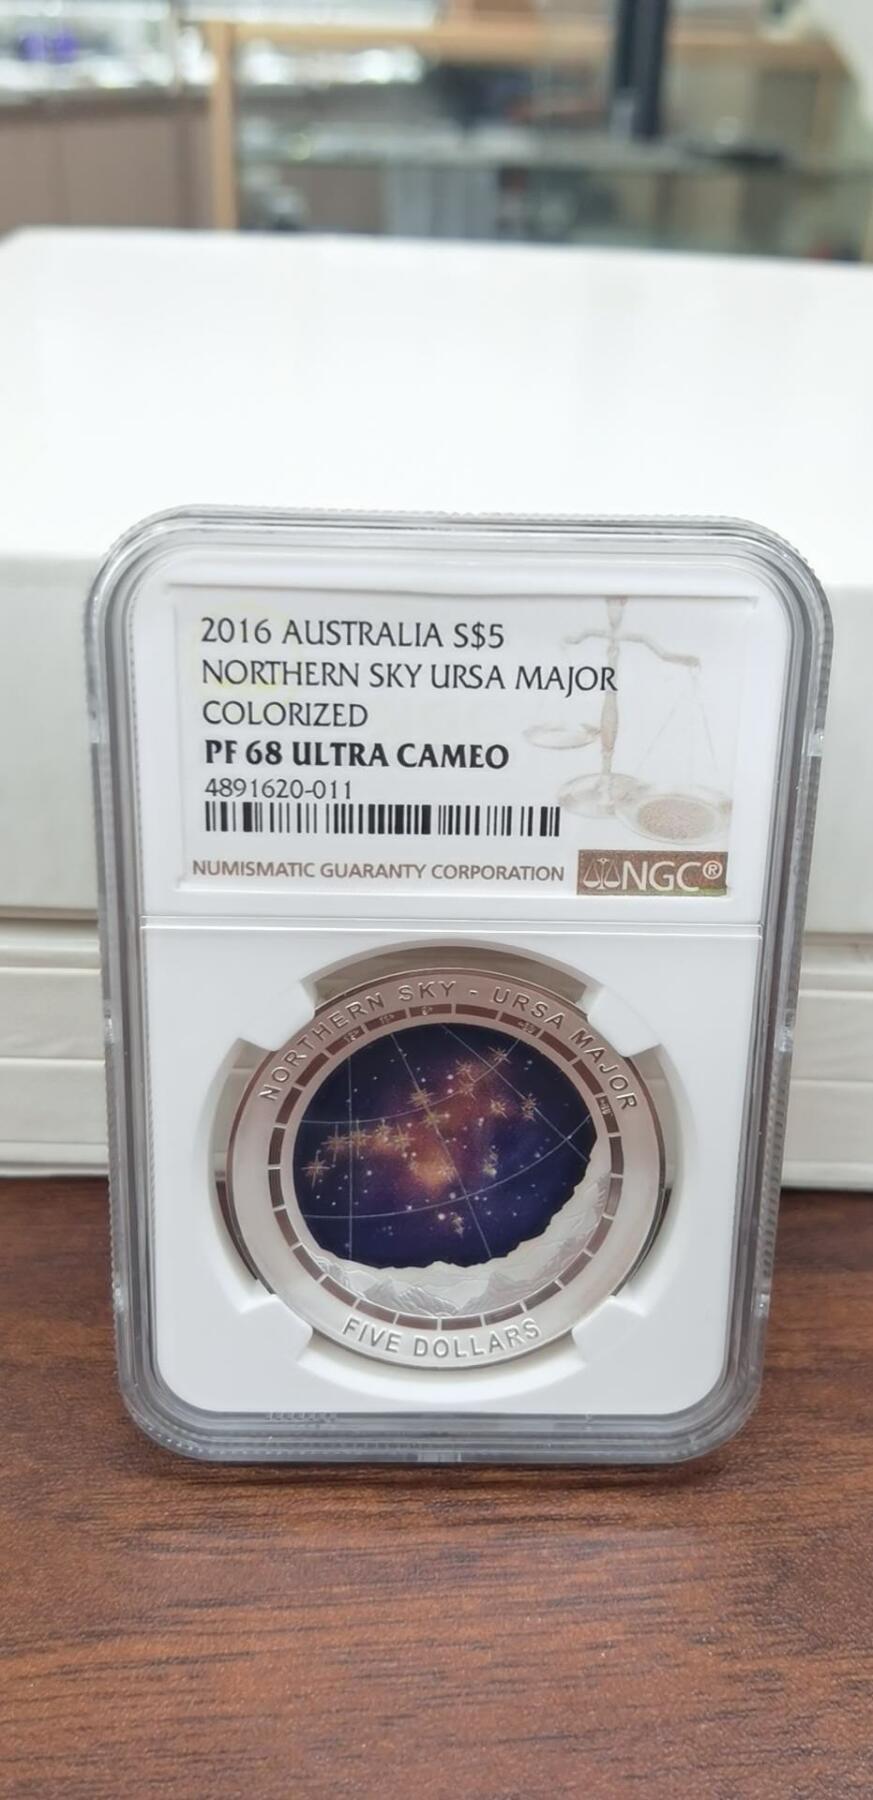 2016 AUSTRALIA S$5
NORTHERN SKY URSA MAJOR
COLORIZED
PF 68 ULTRA CAMEO
4891620-011
NUMISMATIC GUARANTY CORPORATION NGC®
NORTHERN SKY - URSA MAJOR
FIVE DOLLARS